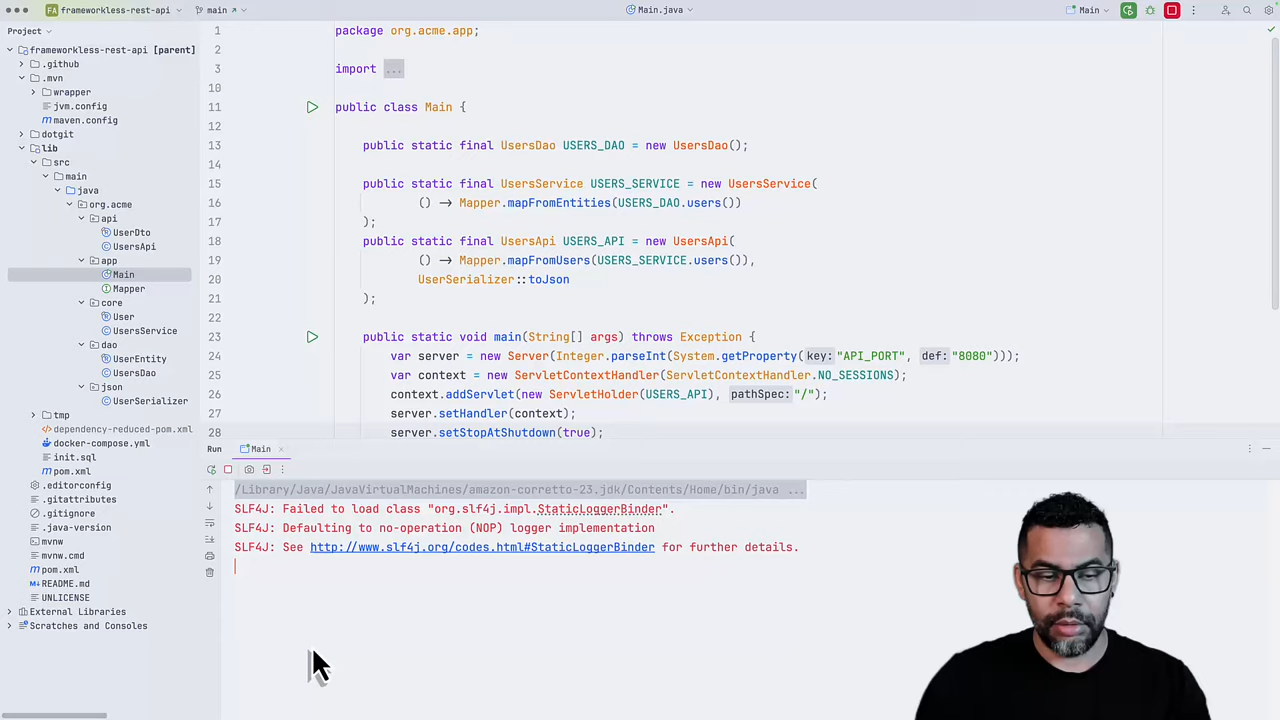 FA frameworkless-rest-api main Main.java Main
Project
frameworkless-rest-api [parent]
.github
.mvn
wrapper
jvm.config
maven.config
dotgit
lib
src
main
java
org.acme
api
UserDto
UsersApi
app
Main
Mapper
core
User
UsersService
dao
UserEntity
UsersDao
json
UserSerializer
tmp
dependency-reduced-pom.xml
docker-compose.yml
init.sql
pom.xml
.editorconfig
.gitattributes
.gitignore
.java-version
mvnw
mvnw.cmd
pom.xml
README.md
UNLICENSE
External Libraries
Scratches and Consoles
1 package org.acme.app;
2
3 import ...
10
11 public class Main {
12
13 public static final UsersDao USERS_DAO = new UsersDao();
14
15 public static final UsersService USERS_SERVICE = new UsersService(
16 () -> Mapper.mapFromEntities(USERS_DAO.users())
17 );
18 public static final UsersApi USERS_API = new UsersApi(
19 () -> Mapper.mapFromUsers(USERS_SERVICE.users()),
20 UserSerializer::toJson
21 );
22
23 public static void main(String[] args) throws Exception {
24 var server = new Server(Integer.parseInt(System.getProperty( key: "API_PORT", def: "8080")));
25 var context = new ServletContextHandler(ServletContextHandler.NO_SESSIONS);
26 context.addServlet(new ServletHolder(USERS_API), pathSpec: "/");
27 server.setHandler(context);
28 server.setStopAtShutdown(true);
Run Main
/Library/Java/JavaVirtualMachines/amazon-corretto-23.jdk/Contents/Home/bin/java ...
SLF4J: Failed to load class "org.slf4j.impl.StaticLoggerBinder".
SLF4J: Defaulting to no-operation (NOP) logger implementation
SLF4J: See http://www.slf4j.org/codes.html#StaticLoggerBinder for further details.